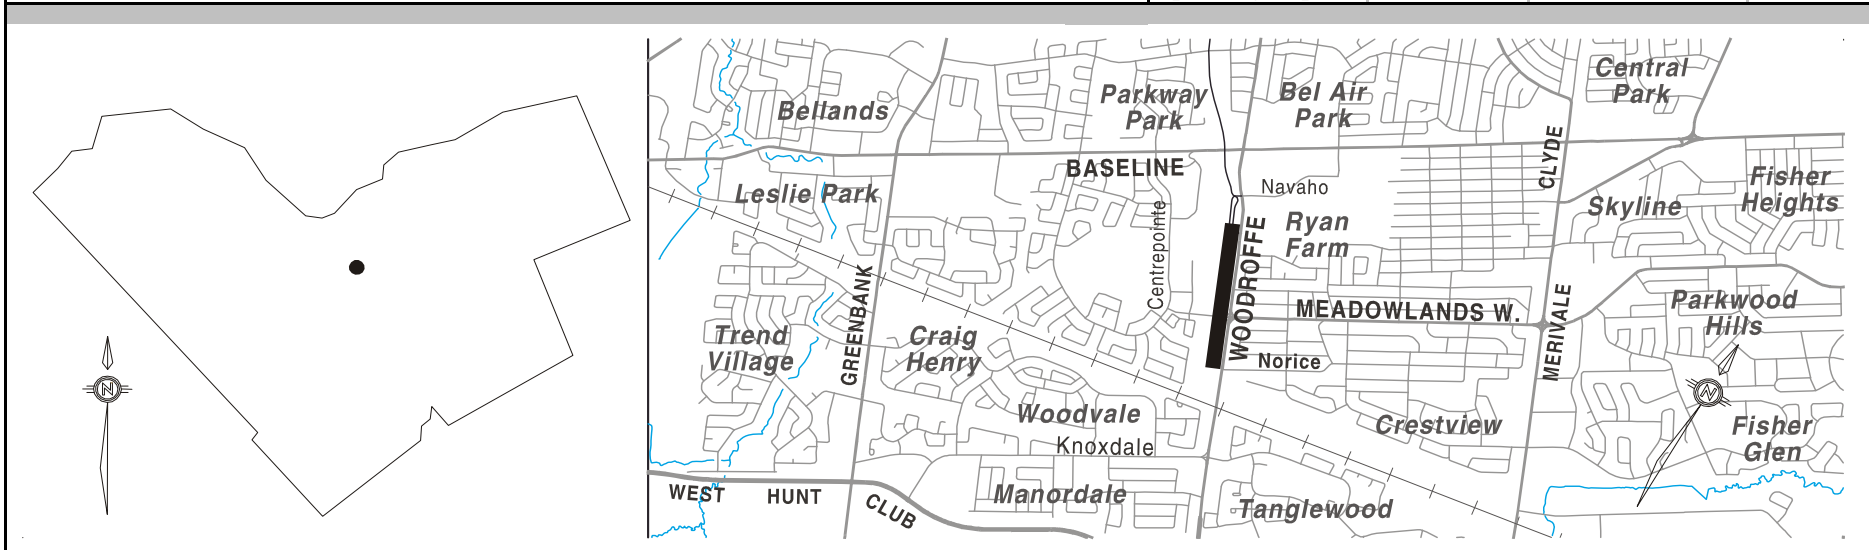 N
Bellands
Parkway
Park
Bel Air
Park
Central
Park
BASELINE
CLYDE
Leslie Park
Navaho
Fisher
Heights
Skyline
Ryan
Farm
Centrepointe
WOODROFFE
GREENBANK
MEADOWLANDS W.
MERIVALE
Parkwood
Hills
Trend
Village
Craig
Henry
Norice
N
Woodvale
Knoxdale
Crestview
Fisher
Glen
WEST HUNT CLUB
Manordale
Tanglewood